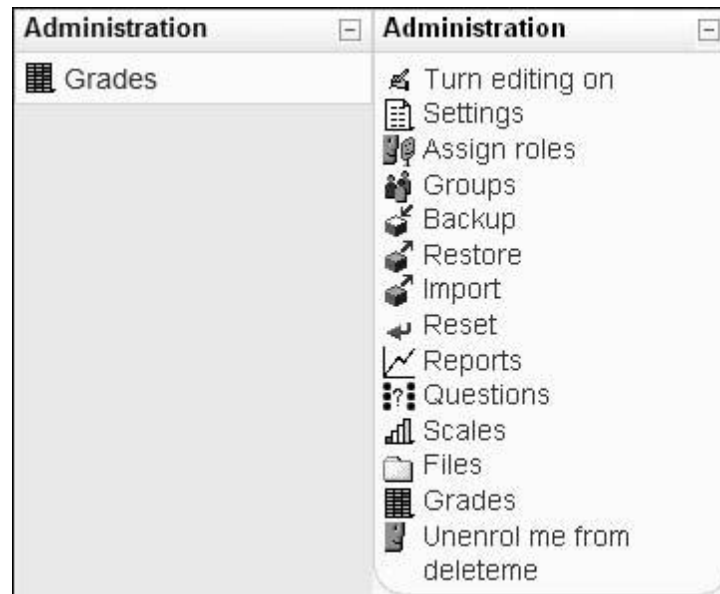 Administration
Grades
Administration
Turn editing on
Settings
Assign roles
Groups
Backup
Restore
Import
Reset
Reports
Questions
Scales
Files
Grades
Unenrol me from
deleteme